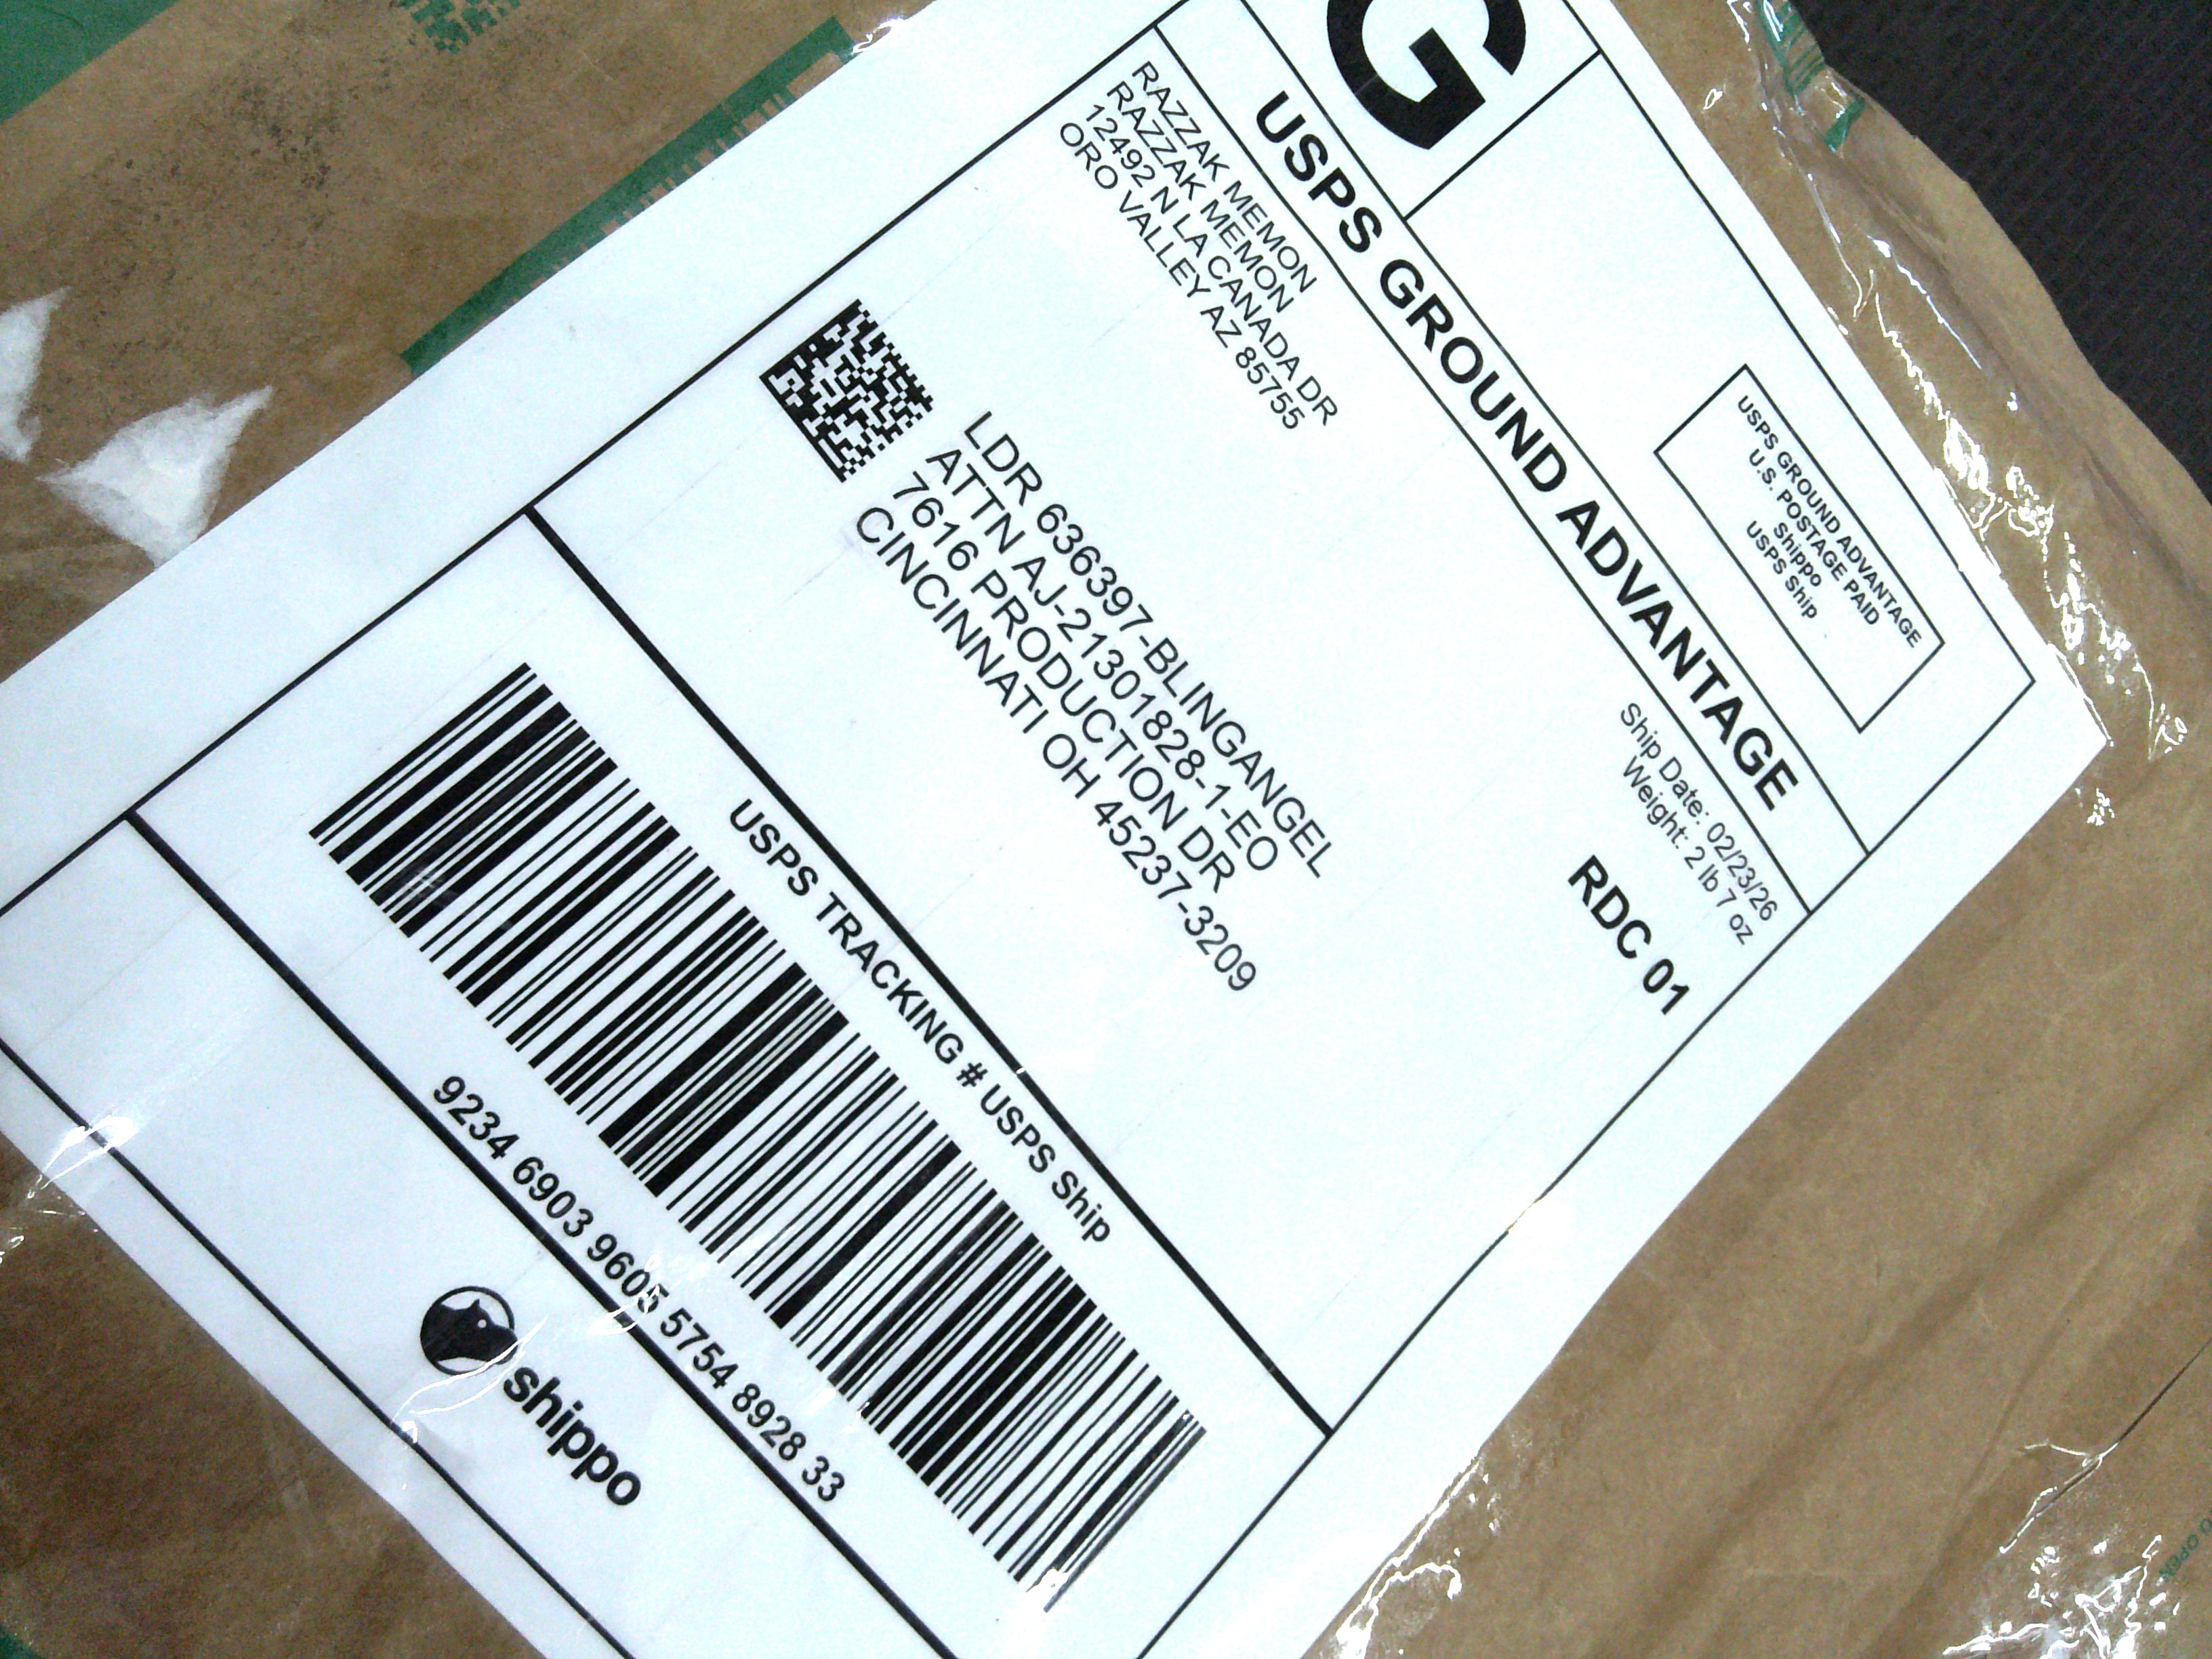 G
USPS GROUND ADVANTAGE
U.S. POSTAGE PAID
Shippo
USPS Ship
USPS GROUND ADVANTAGE
RAZZAK MEMON
RAZZAK MEMON
12492 N LA CANADA DR
ORO VALLEY AZ 85755
Ship Date: 02/23/26
Weight: 2 lb 7 oz
RDC 01
LDR 636397-BLINGANGEL
ATTN AJ-21301828-1-EO
7616 PRODUCTION DR
CINCINNATI OH 45237-3209
USPS TRACKING # USPS Ship
9234 6903 9605 5754 8928 33
shippo